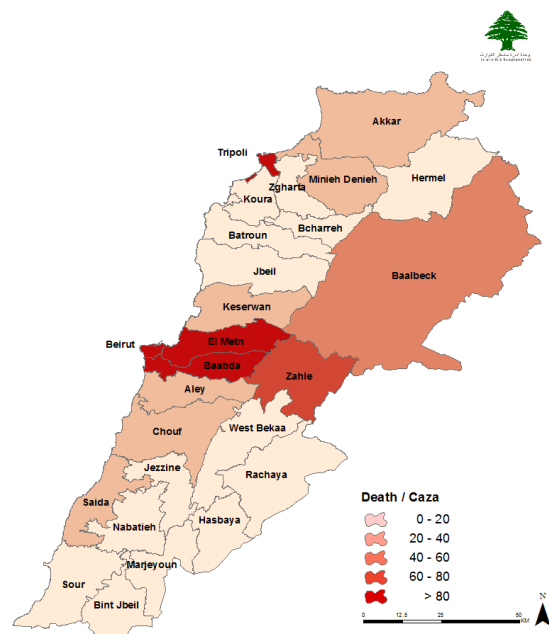 Akkar
Tripoli
Minieh Denieh
Hermel
Zgharta
Koura
Bcharreh
Batroun
Jbeil
Baalbeck
Keserwan
El Metn
Beirut
Baabda
Zahle
Aley
West Bekaa
Chouf
Jezzine
Rachaya
Saida
Hasbaya
Nabatieh
Marjeyoun
Sour
Bint Jbeil
Death / Caza
0 - 20
20 - 40
40 - 60
60 - 80
> 80
N
0 12.5 25 50
KM